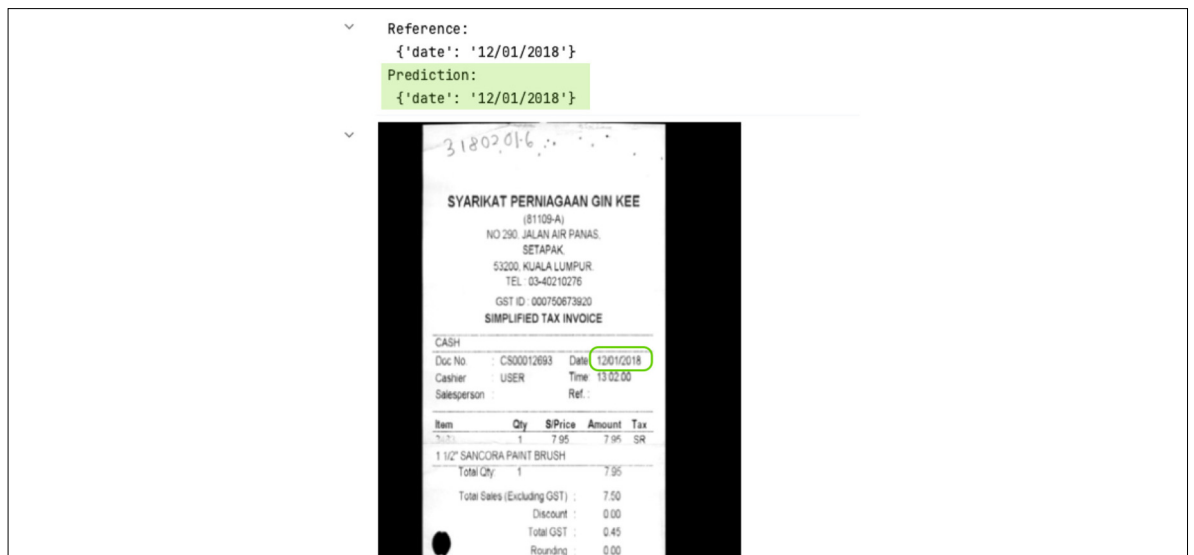 Reference:
{'date': '12/01/2018'}
Prediction:
{'date': '12/01/2018'}
3180201-6
SYARIKAT PERNIAGAAN GIN KEE
(81109-A)
NO 290. JALAN AIR PANAS,
SETAPAK,
53200, KUALA LUMPUR.
TEL : 03-40210276
GST ID : 000750673920
SIMPLIFIED TAX INVOICE
CASH
Doc No. : CS00012693 Date 12/01/2018
Cashier : USER Time: 13:02:00
Salesperson : Ref. :
Item Qty S/Price Amount Tax
1 7.95 7.95 SR
1 1/2" SANCORA PAINT BRUSH
Total Qty: 1 7.95
Total Sales (Excluding GST) : 7.50
Discount : 0.00
Total GST : 0.45
Rounding : 0.00